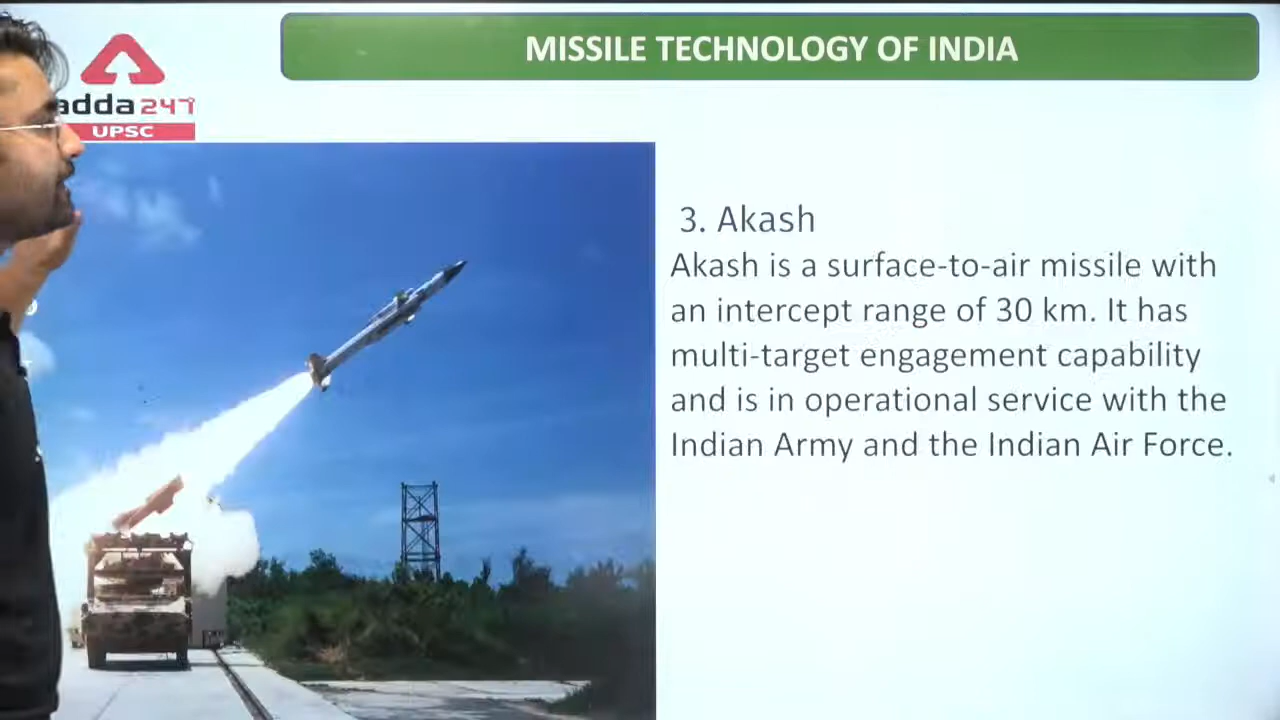 MISSILE TECHNOLOGY OF INDIA
adda247
UPSC
3. Akash
Akash is a surface-to-air missile with
an intercept range of 30 km. It has
multi-target engagement capability
and is in operational service with the
Indian Army and the Indian Air Force.